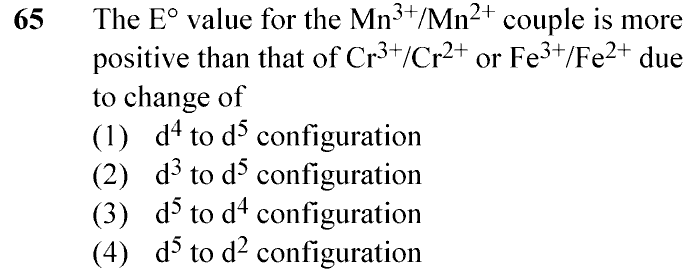 65 The E° value for the Mn³⁺/Mn²⁺ couple is more
positive than that of Cr³⁺/Cr²⁺ or Fe³⁺/Fe²⁺ due
to change of
(1) d⁴ to d⁵ configuration
(2) d³ to d⁵ configuration
(3) d⁵ to d⁴ configuration
(4) d⁵ to d² configuration